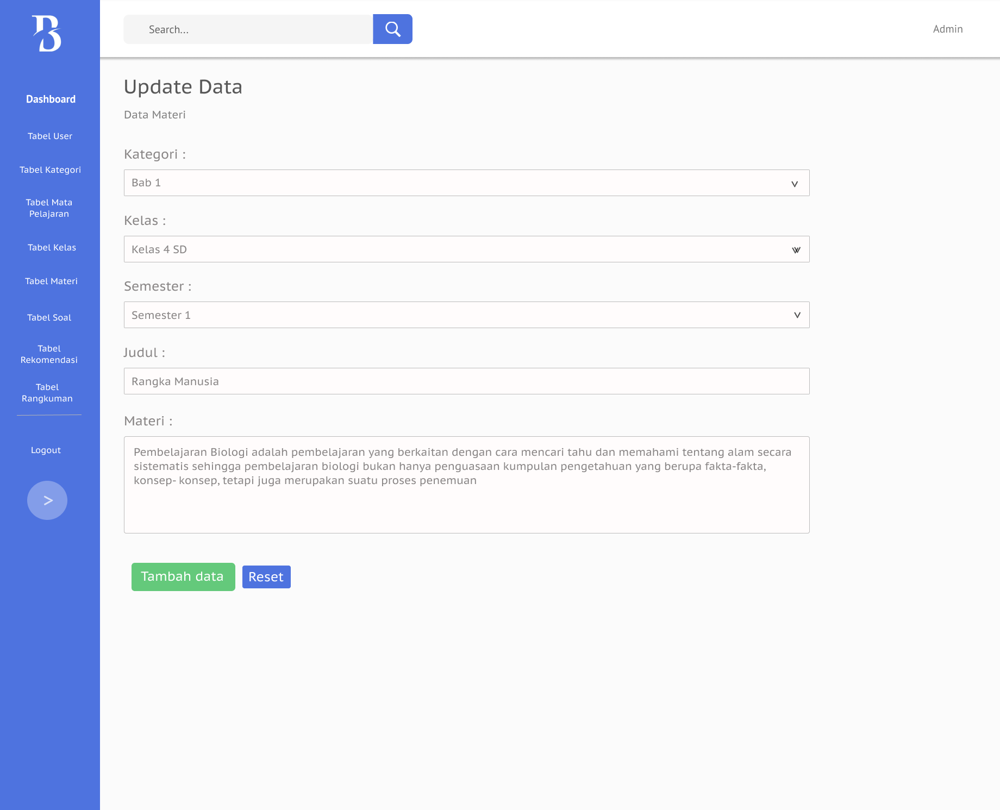 B
Search...
Admin
Dashboard
Tabel User
Tabel Kategori
Tabel Mata
Pelajaran
Tabel Kelas
Tabel Materi
Tabel Soal
Tabel
Rekomendasi
Tabel
Rangkuman
Logout
>
Update Data
Data Materi
Kategori :
Bab 1
Kelas :
Kelas 4 SD
Semester :
Semester 1
Judul :
Rangka Manusia
Materi :
Pembelajaran Biologi adalah pembelajaran yang berkaitan dengan cara mencari tahu dan memahami tentang alam secara
sistematis sehingga pembelajaran biologi bukan hanya penguasaan kumpulan pengetahuan yang berupa fakta-fakta,
konsep- konsep, tetapi juga merupakan suatu proses penemuan
Tambah data
Reset